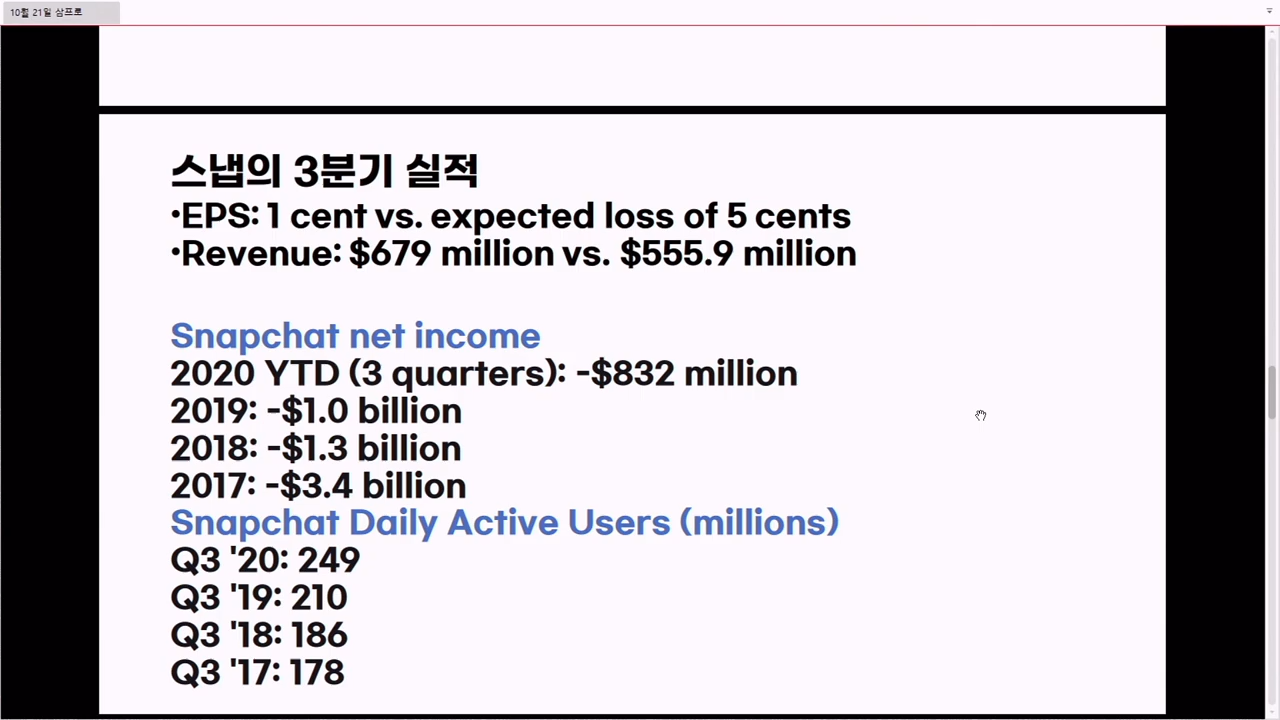 10월 21일 삼프로
스냅의 3분기 실적
•EPS: 1 cent vs. expected loss of 5 cents
•Revenue: $679 million vs. $555.9 million
Snapchat net income
2020 YTD (3 quarters): -$832 million
2019: -$1.0 billion
2018: -$1.3 billion
2017: -$3.4 billion
Snapchat Daily Active Users (millions)
Q3 '20: 249
Q3 '19: 210
Q3 '18: 186
Q3 '17: 178